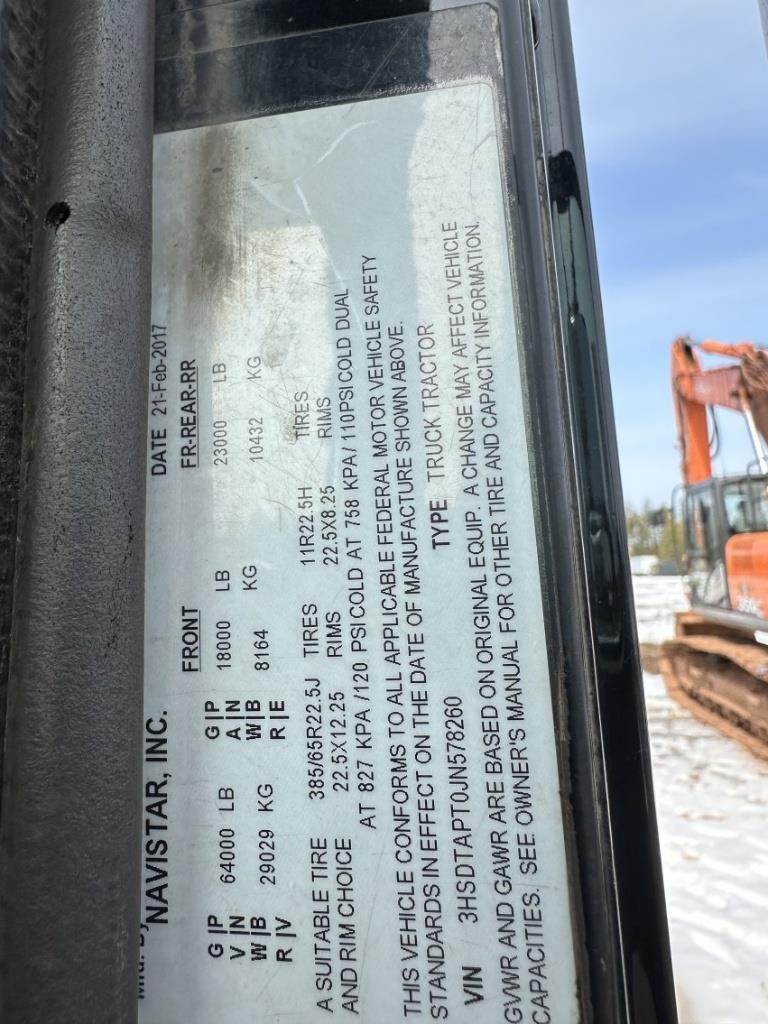 Mfd. By
NAVISTAR, INC. DATE 21-Feb-2017
FRONT FR-REAR-RR
G|P 64000 LB G|P 18000 LB 23000 LB
V|N A|N
W|B 29029 KG W|B 8164 KG 10432 KG
R|V R|E
A SUITABLE TIRE 385/65R22.5J TIRES 11R22.5H TIRES
AND RIM CHOICE 22.5X12.25 RIMS 22.5X8.25 RIMS
AT 827 KPA /120 PSI COLD AT 758 KPA/ 110PSI COLD DUAL
THIS VEHICLE CONFORMS TO ALL APPLICABLE FEDERAL MOTOR VEHICLE SAFETY
STANDARDS IN EFFECT ON THE DATE OF MANUFACTURE SHOWN ABOVE.
VIN 3HSDTAPT0JN578260 TYPE TRUCK TRACTOR
GVWR AND GAWR ARE BASED ON ORIGINAL EQUIP. A CHANGE MAY AFFECT VEHICLE
CAPACITIES. SEE OWNER'S MANUAL FOR OTHER TIRE AND CAPACITY INFORMATION.